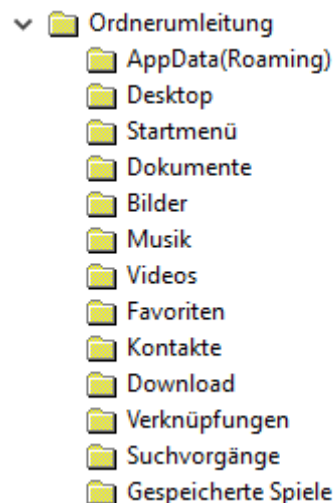 Ordnerumleitung
AppData(Roaming)
Desktop
Startmenü
Dokumente
Bilder
Musik
Videos
Favoriten
Kontakte
Download
Verknüpfungen
Suchvorgänge
Gespeicherte Spiele